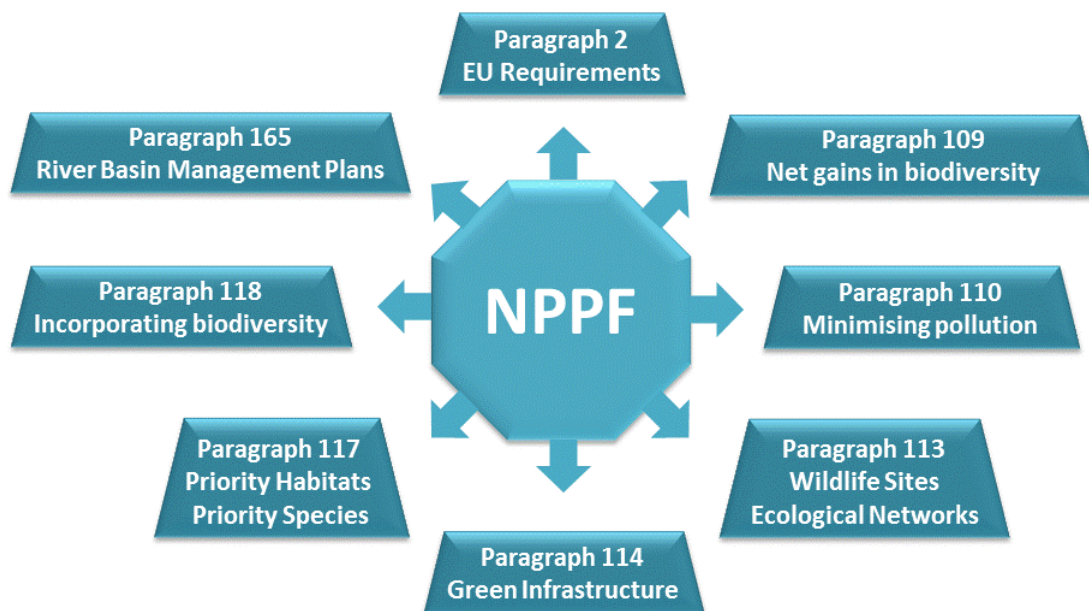 Paragraph 2
EU Requirements
Paragraph 165
River Basin Management Plans
Paragraph 109
Net gains in biodiversity
Paragraph 118
Incorporating biodiversity
NPPF
Paragraph 110
Minimising pollution
Paragraph 117
Priority Habitats
Priority Species
Paragraph 113
Wildlife Sites
Ecological Networks
Paragraph 114
Green Infrastructure